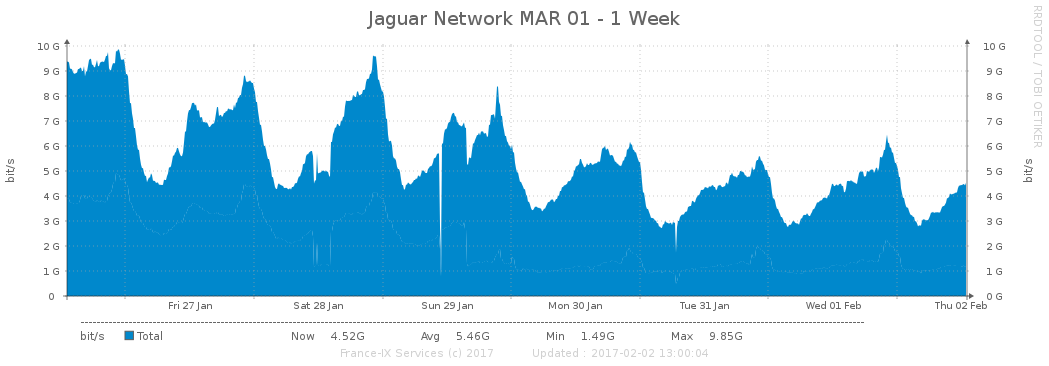 Jaguar Network MAR 01 - 1 Week
RRDTOOL / TOBI OETIKER
bit/s
10 G 10 G
9 G 9 G
8 G 8 G
7 G 7 G
6 G 6 G
5 G 5 G
4 G 4 G
3 G 3 G
2 G 2 G
1 G 1 G
0 0 G
bit/s
Fri 27 Jan Sat 28 Jan Sun 29 Jan Mon 30 Jan Tue 31 Jan Wed 01 Feb Thu 02 Feb
bit/s Total Now 4.52G Avg 5.46G Min 1.49G Max 9.85G
France-IX Services (c) 2017 Updated : 2017-02-02 13:00:04